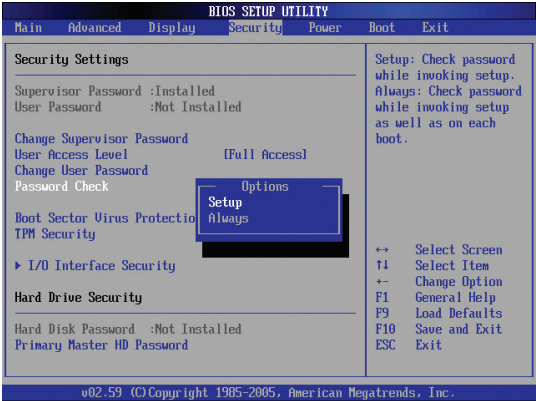 BIOS SETUP UTILITY
Main Advanced Display Security Power Boot Exit
Security Settings
Supervisor Password :Installed
User Password :Not Installed
Change Supervisor Password
User Access Level [Full Access]
Change User Password
Password Check
Boot Sector Virus Protectio
TPM Security
I/O Interface Security
Hard Drive Security
Hard Disk Password :Not Installed
Primary Master HD Password
Options
Setup
Always
Setup: Check password
while invoking setup.
Always: Check password
while invoking setup
as well as on each
boot.
↔ Select Screen
↑↓ Select Item
+- Change Option
F1 General Help
F9 Load Defaults
F10 Save and Exit
ESC Exit
v02.59 (C)Copyright 1985-2005, American Megatrends, Inc.